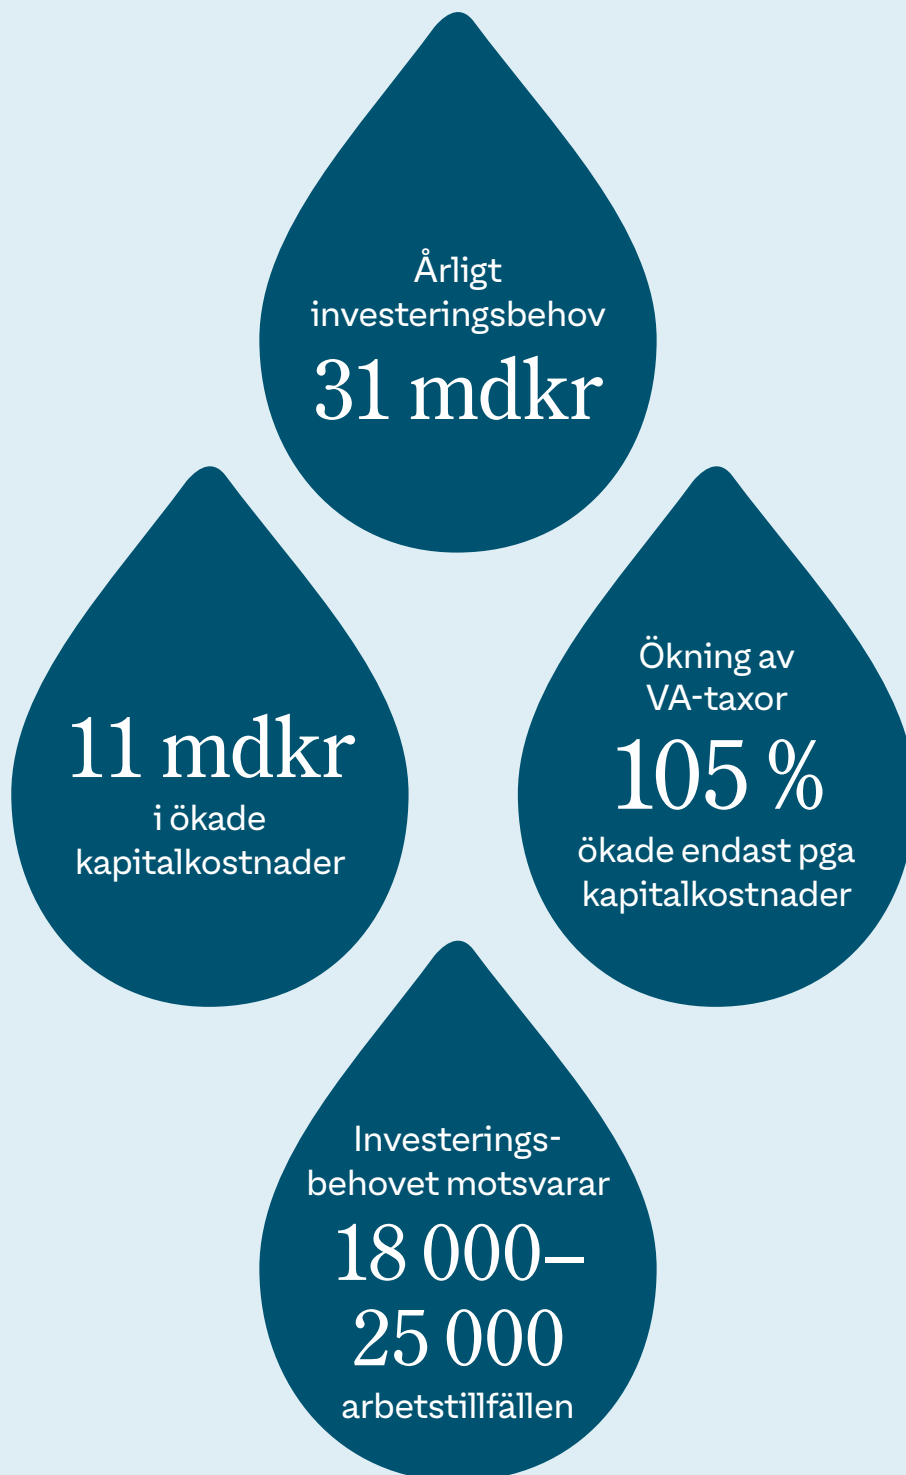 Årligt
investeringsbehov
31 mdkr
11 mdkr
i ökade
kapitalkostnader
Ökning av
VA-taxor
105 %
ökade endast pga
kapitalkostnader
Investerings-
behovet motsvarar
18 000–
25 000
arbetstillfällen